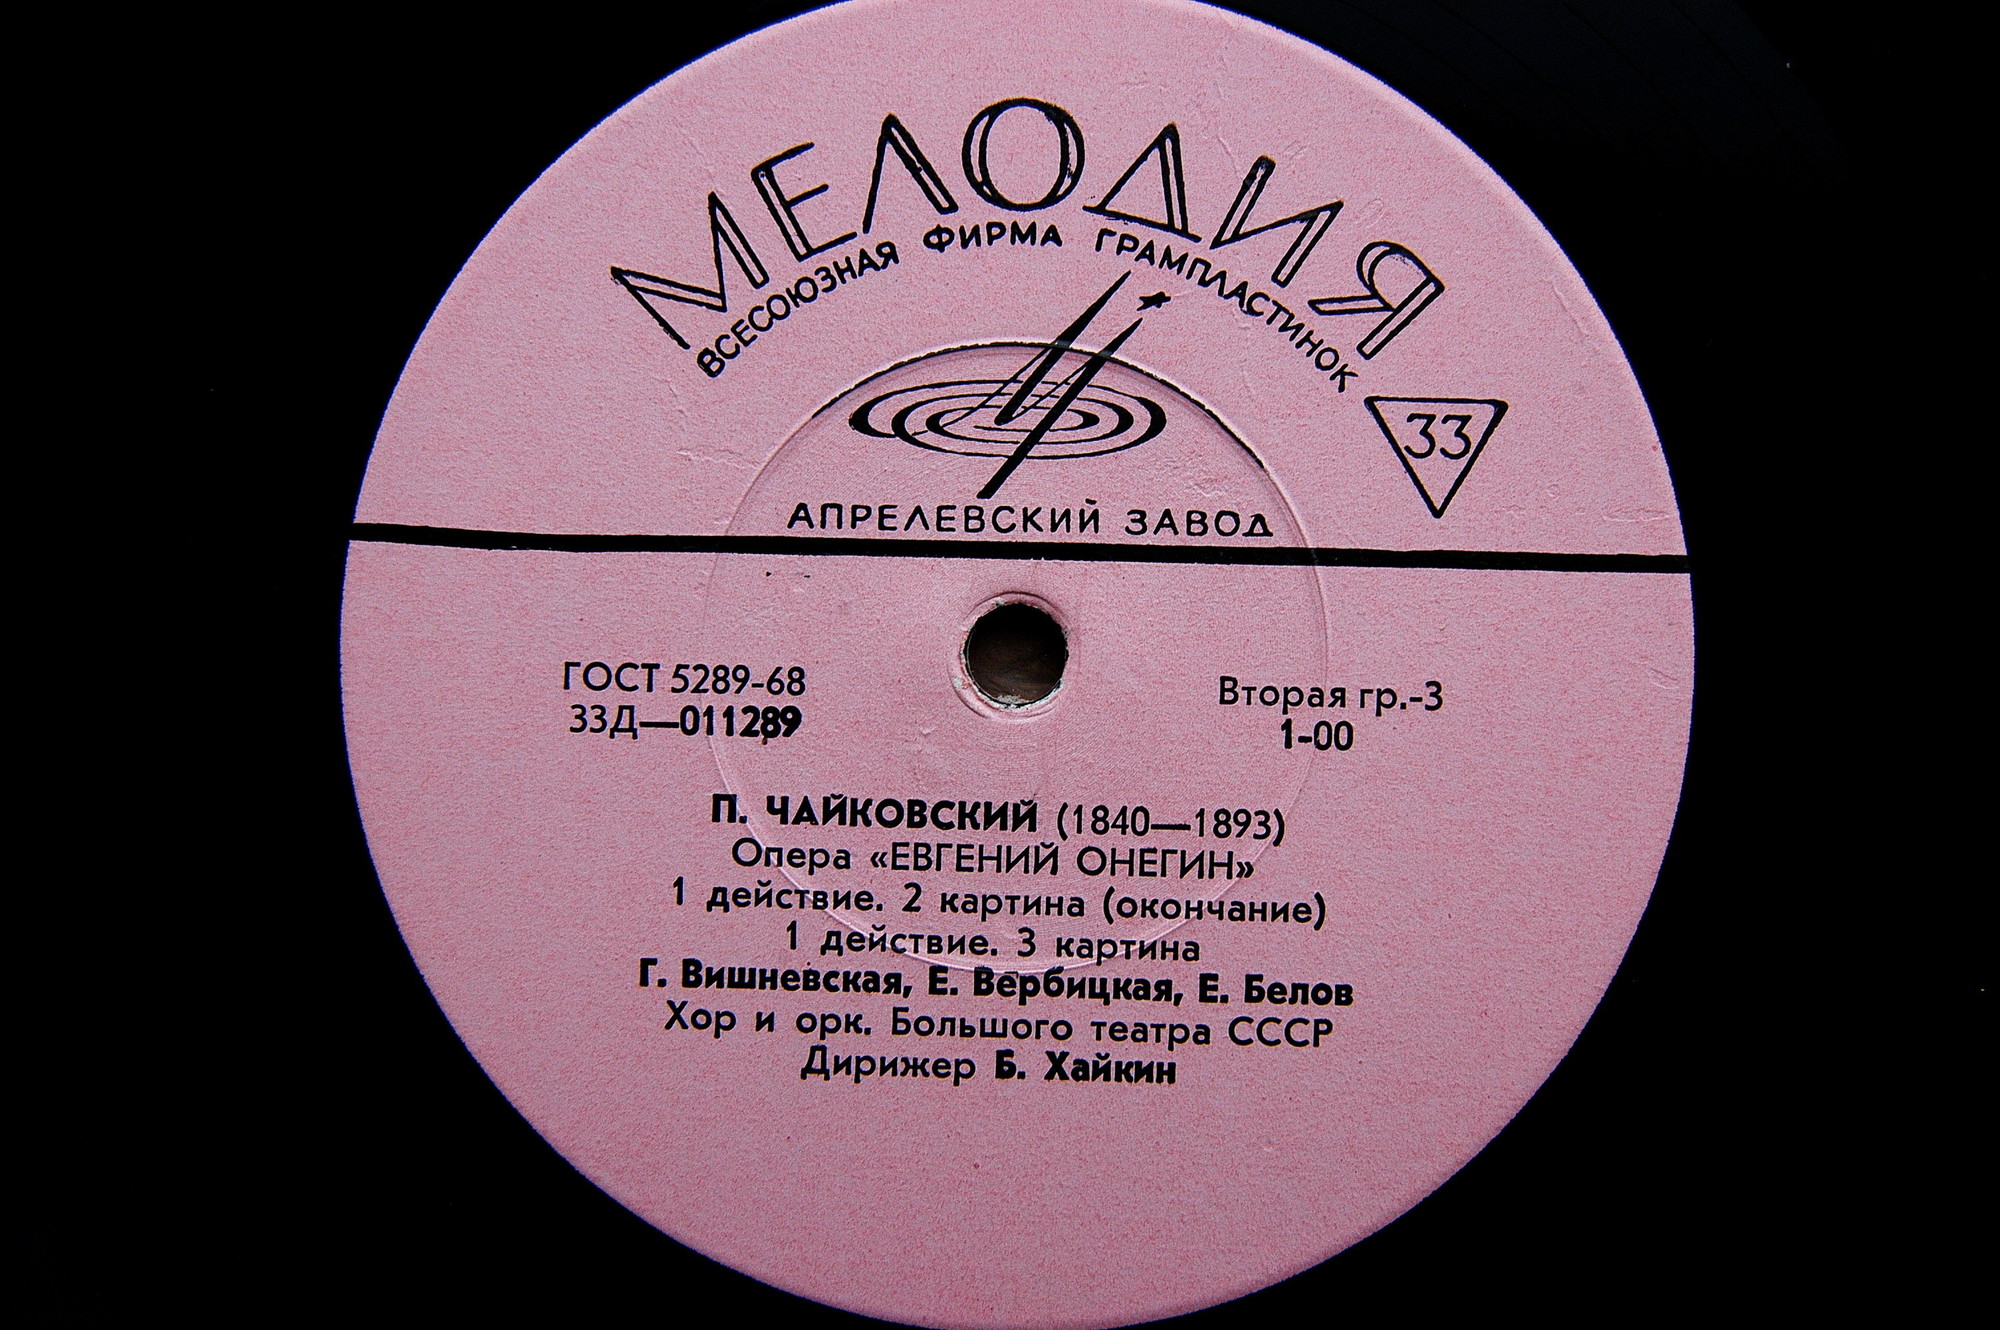 МЕЛОДИЯ
ВСЕСОЮЗНАЯ ФИРМА ГРАМПЛАСТИНОК
33
АПРЕЛЕВСКИЙ ЗАВОД
ГОСТ 5289-68
33Д—011289
Вторая гр.-3
1-00
П. ЧАЙКОВСКИЙ (1840—1893)
Опера «ЕВГЕНИЙ ОНЕГИН»
1 действие. 2 картина (окончание)
1 действие. 3 картина
Г. Вишневская, Е. Вербицкая, Е. Белов
Хор и орк. Большого театра СССР
Дирижер Б. Хайкин